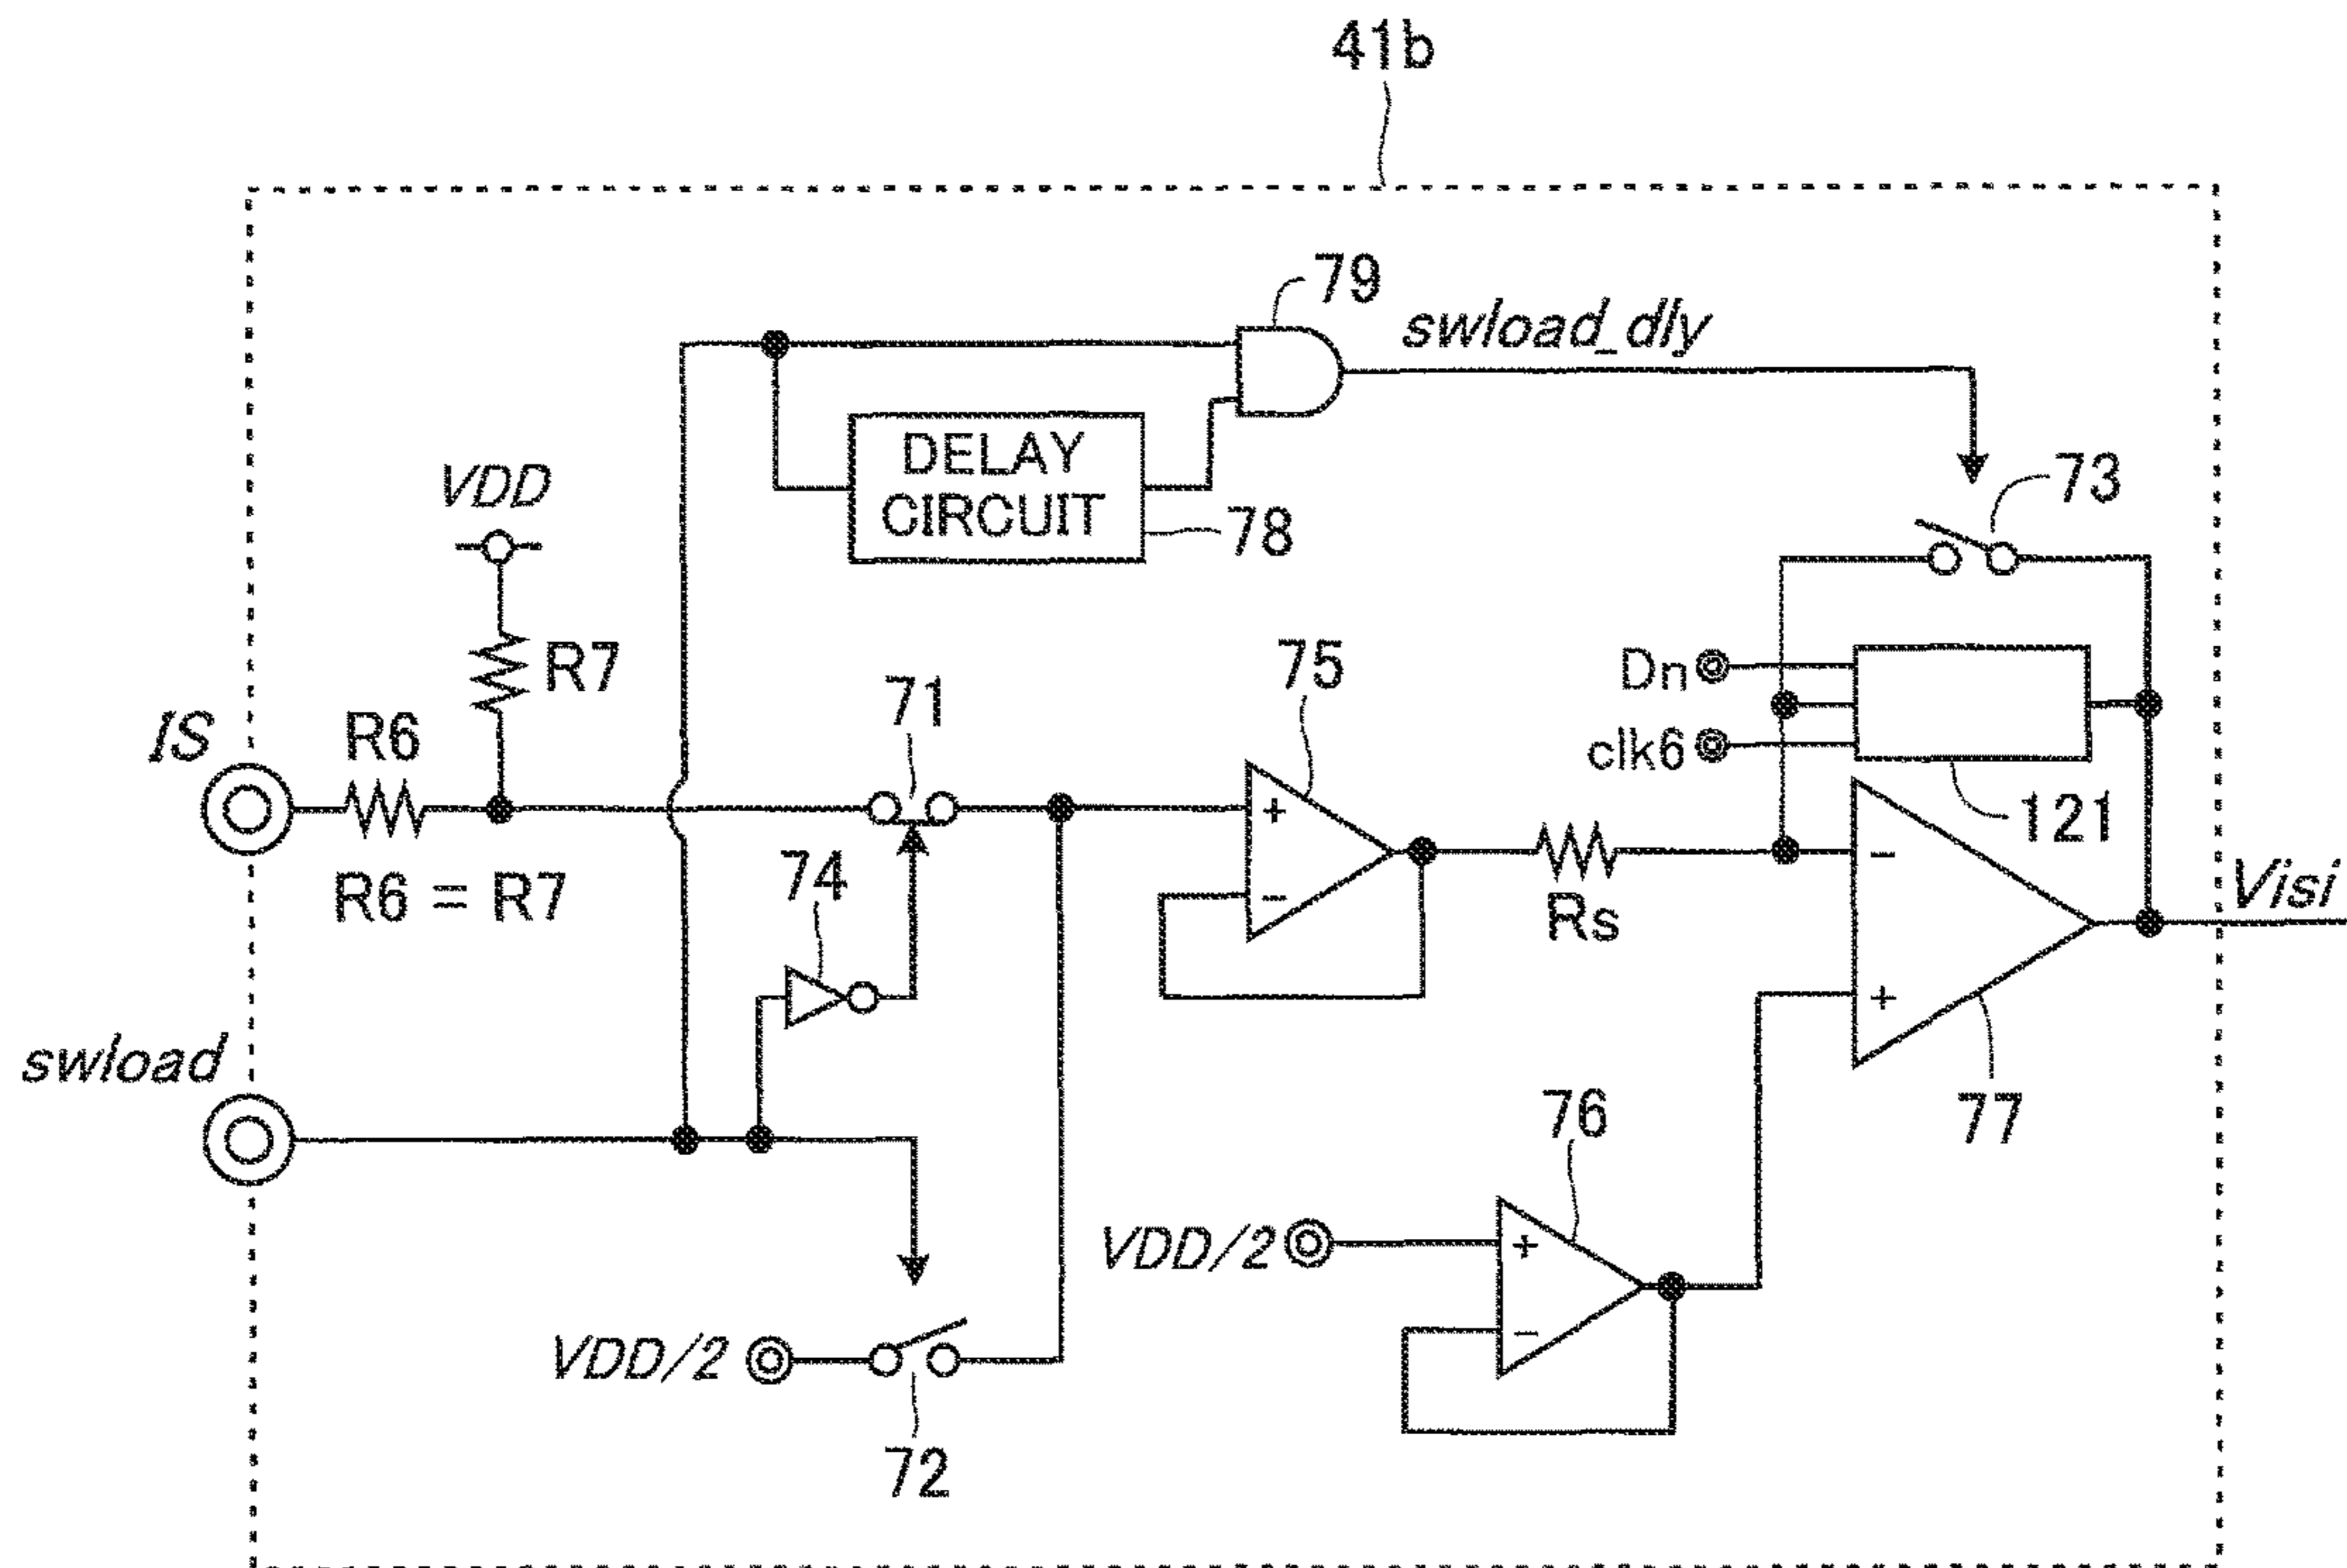 41b
79
swload_dly
DELAY
CIRCUIT
78
73
VDD
R7
71
75
Dn
clk6
121
IS
R6
R6 = R7
74
Rs
Visi
swload
76
77
VDD/2
VDD/2
72
+
-
-
+
+
-